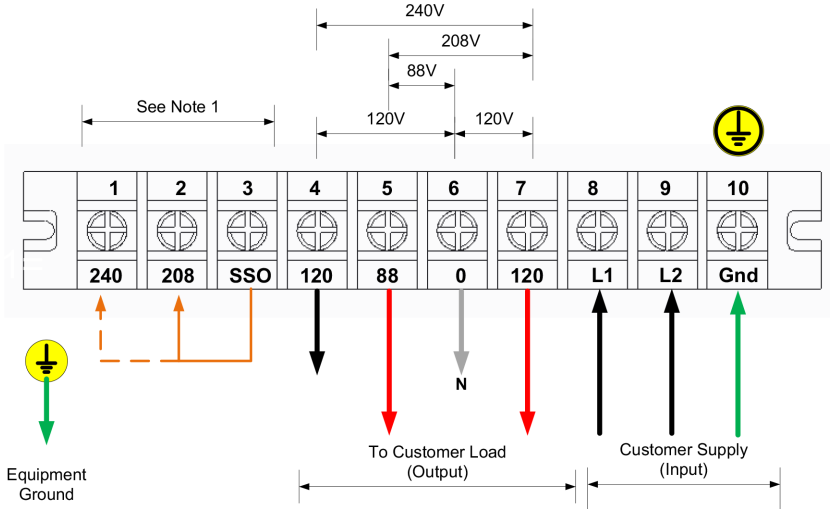 240V
208V
88V
See Note 1
120V 120V
1 2 3 4 5 6 7 8 9 10
240 208 SSO 120 88 0 120 L1 L2 Gnd
N
To Customer Load
(Output)
Customer Supply
(Input)
Equipment
Ground